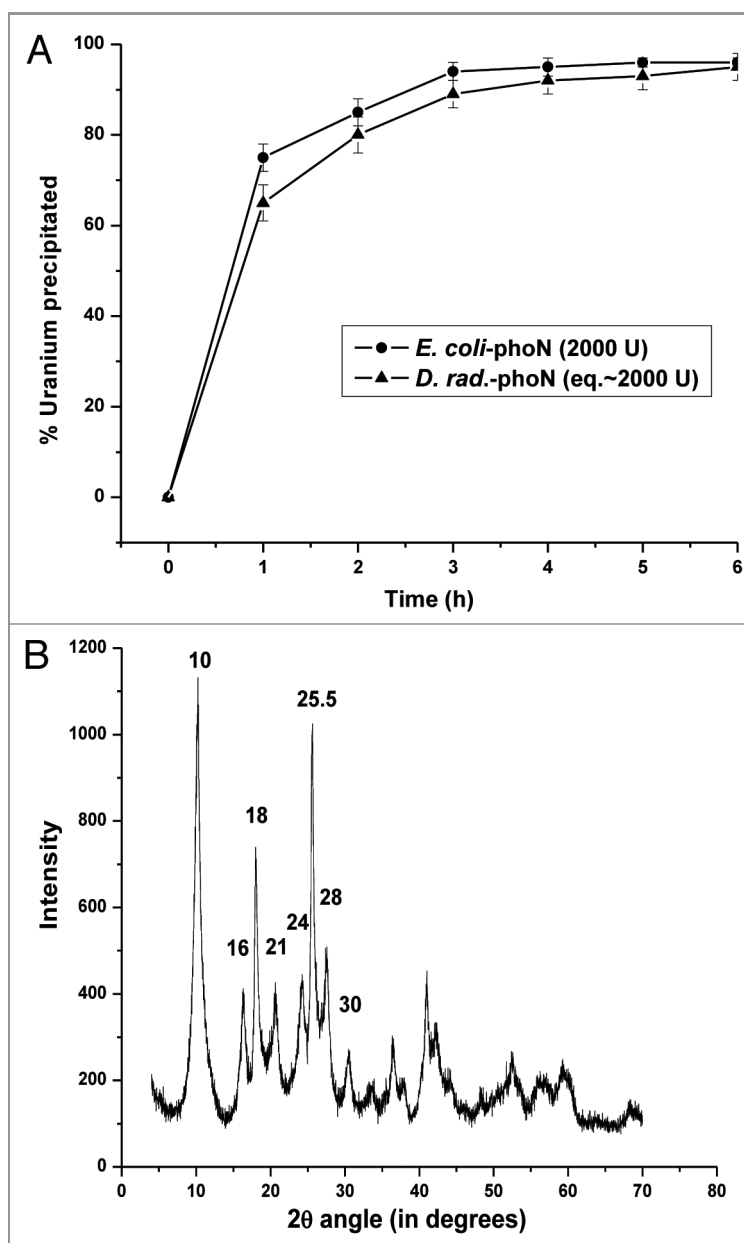 A
100
80
60
40
20
0
% Uranium precipitated
E. coli-phoN (2000 U)
D. rad.-phoN (eq.~2000 U)
0 1 2 3 4 5 6
Time (h)
B
1200
1000
800
600
400
200
0
Intensity
10
25.5
18
28
24
16 21
30
0 10 20 30 40 50 60 70 80
2θ angle (in degrees)